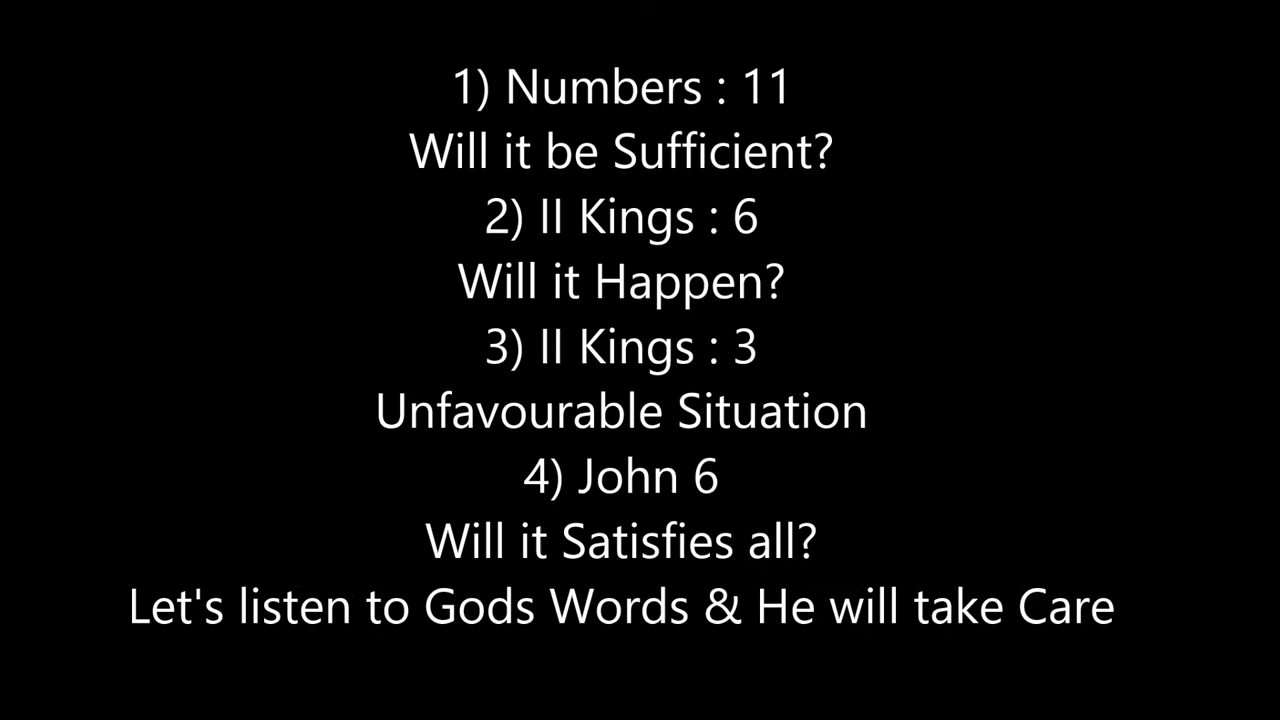 1) Numbers : 11
Will it be Sufficient?
2) II Kings : 6
Will it Happen?
3) II Kings : 3
Unfavourable Situation
4) John 6
Will it Satisfies all?
Let's listen to Gods Words & He will take Care